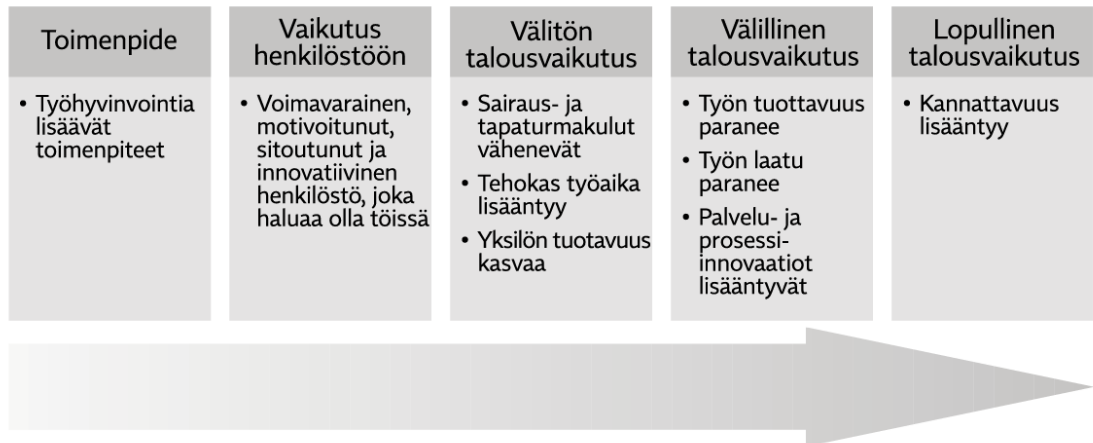 Toimenpide
• Työhyvinvointia
lisäävät
toimenpiteet
Vaikutus
henkilöstöön
• Voimavarainen,
motivoitunut,
sitoutunut ja
innovatiivinen
henkilöstö, joka
haluaa olla töissä
Välitön
talousvaikutus
• Sairaus- ja
tapaturmakulut
vähenevät
• Tehokas työaika
lisääntyy
• Yksilön tuotavuus
kasvaa
Välillinen
talousvaikutus
• Työn tuottavuus
paranee
• Työn laatu
paranee
• Palvelu- ja
prosessi-
innovaatiot
lisääntyvät
Lopullinen
talousvaikutus
• Kannattavuus
lisääntyy